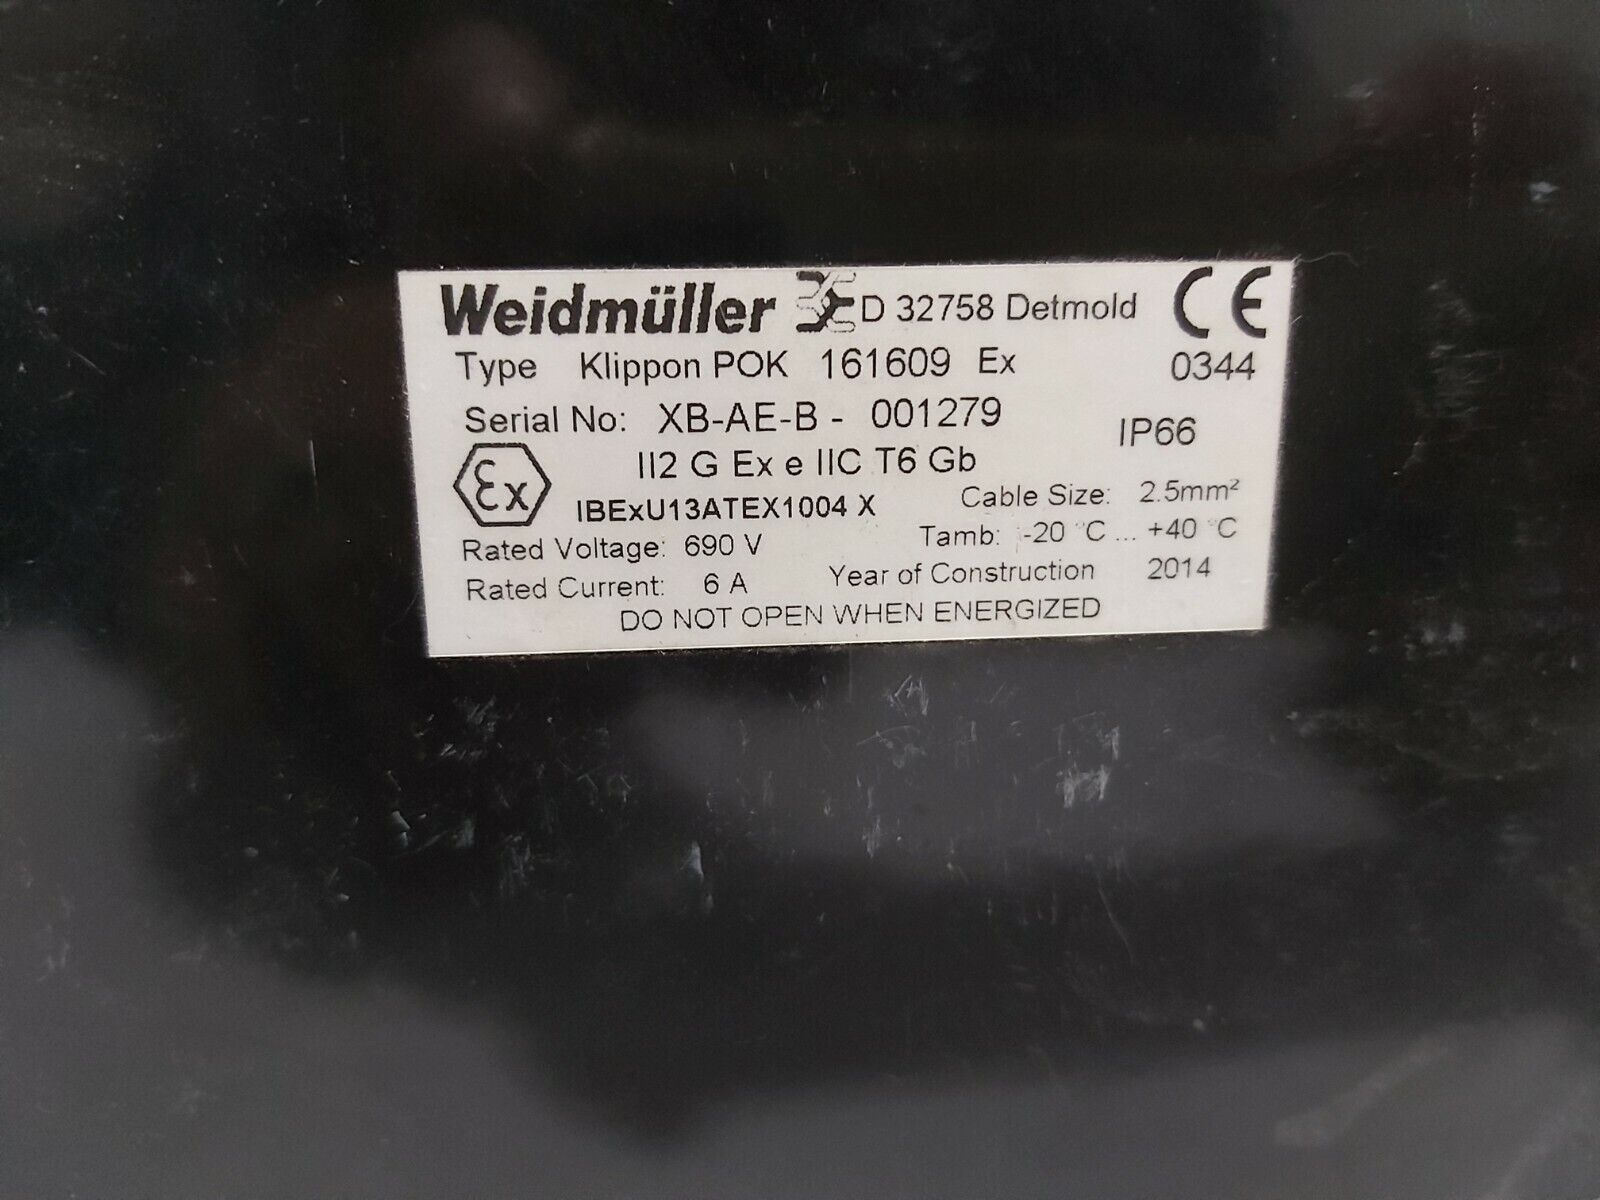 Weidmüller D 32758 Detmold CE
Type Klippon POK 161609 Ex 0344
Serial No: XB-AE-B - 001279
IP66
Ex II2 G Ex e IIC T6 Gb
IBExU13ATEX1004 X Cable Size: 2.5mm²
Rated Voltage: 690 V Tamb: -20 °C ... +40 °C
Rated Current: 6 A Year of Construction 2014
DO NOT OPEN WHEN ENERGIZED